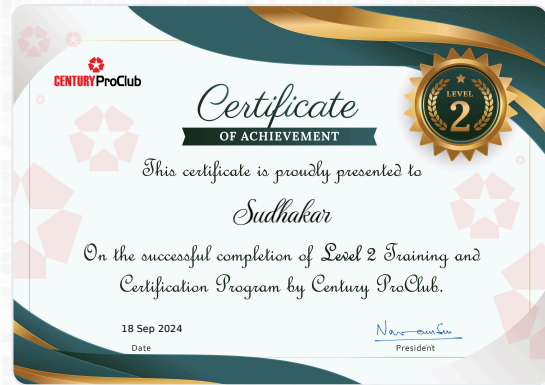 CENTURY ProClub
Certificate
OF ACHIEVEMENT
LEVEL
2
This certificate is proudly presented to
Sudhakar
On the successful completion of Level 2 Training and
Certification Program by Century ProClub.
18 Sep 2024
Date
President